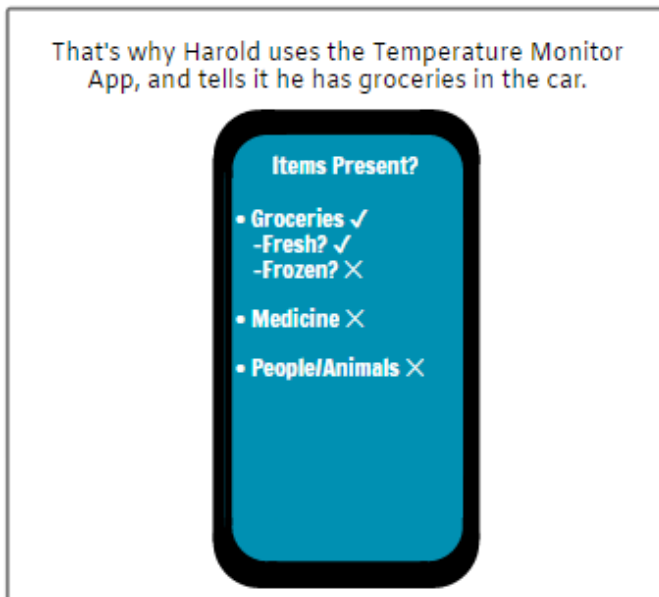 That's why Harold uses the Temperature Monitor
App, and tells it he has groceries in the car.
Items Present?
• Groceries ✓
-Fresh? ✓
-Frozen? ✕
• Medicine ✕
• People/Animals ✕